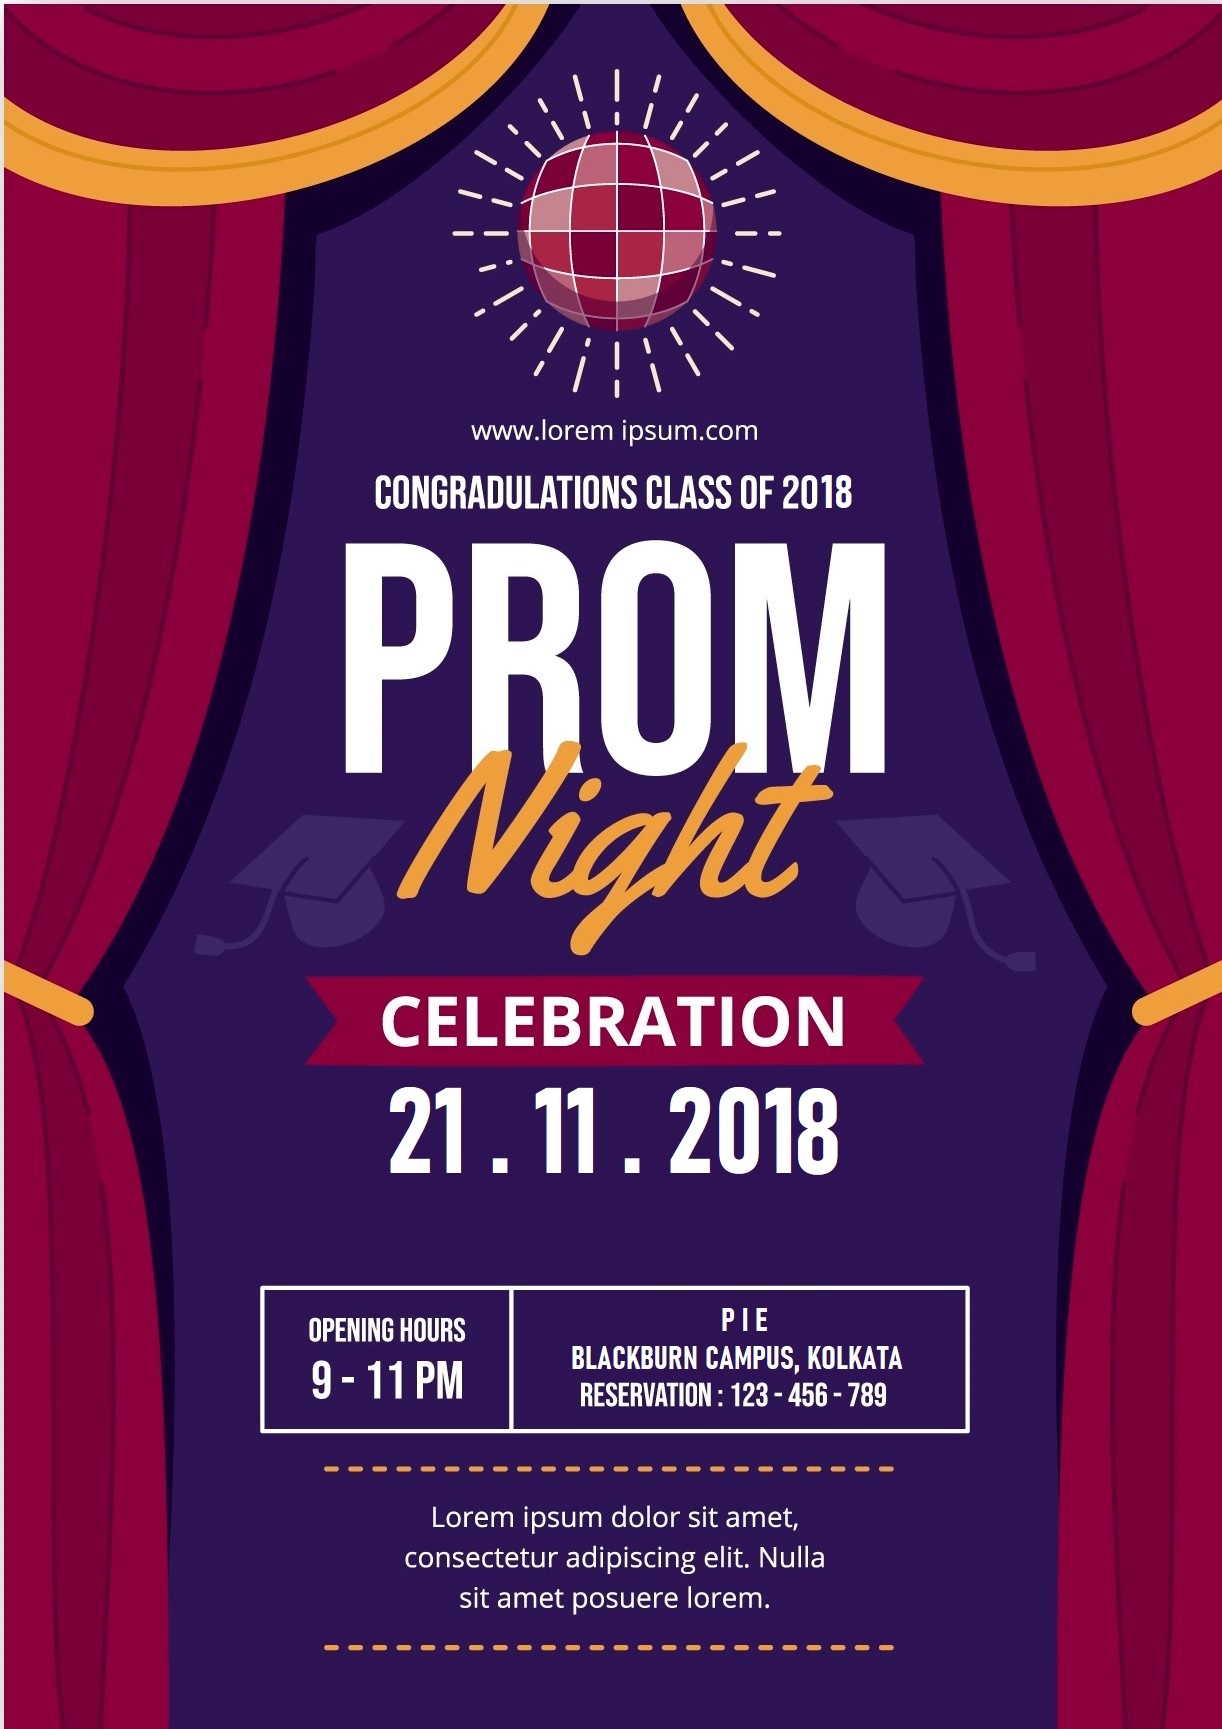 www.lorem ipsum.com
CONGRADULATIONS CLASS OF 2018
PROM
Night
CELEBRATION
21 . 11 . 2018
OPENING HOURS
9 - 11 PM
PIE
BLACKBURN CAMPUS, KOLKATA
RESERVATION : 123 - 456 - 789
Lorem ipsum dolor sit amet,
consectetur adipiscing elit. Nulla
sit amet posuere lorem.